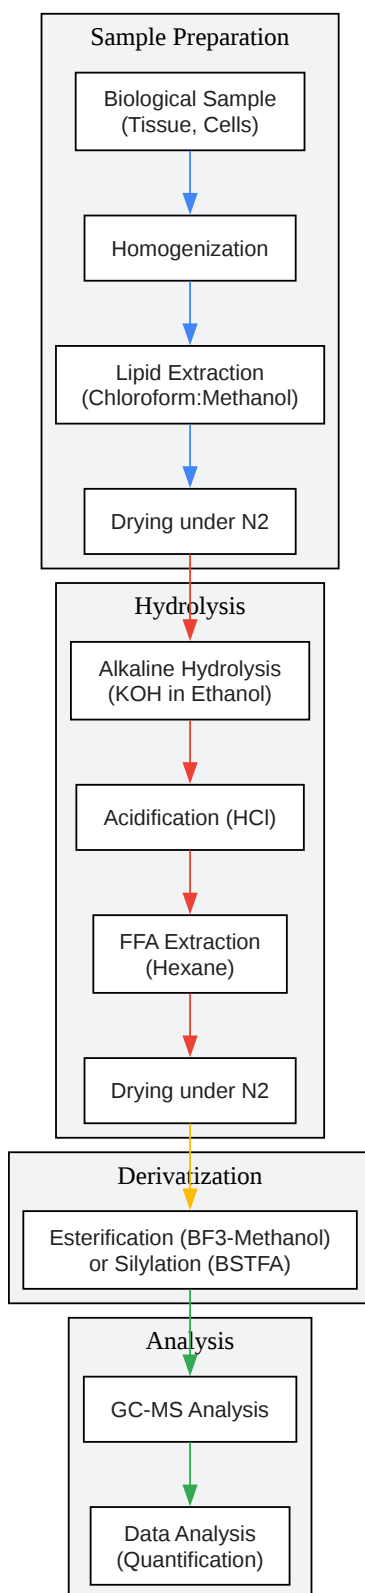 Sample Preparation
Biological Sample
(Tissue, Cells)
Homogenization
Lipid Extraction
(Chloroform:Methanol)
Drying under N2
Hydrolysis
Alkaline Hydrolysis
(KOH in Ethanol)
Acidification (HCl)
FFA Extraction
(Hexane)
Drying under N2
Derivatization
Esterification (BF3-Methanol)
or Silylation (BSTFA)
Analysis
GC-MS Analysis
Data Analysis
(Quantification)